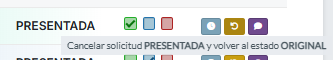 PRESENTADA
Cancelar solicitud PRESENTADA y volver al estado ORIGINAL